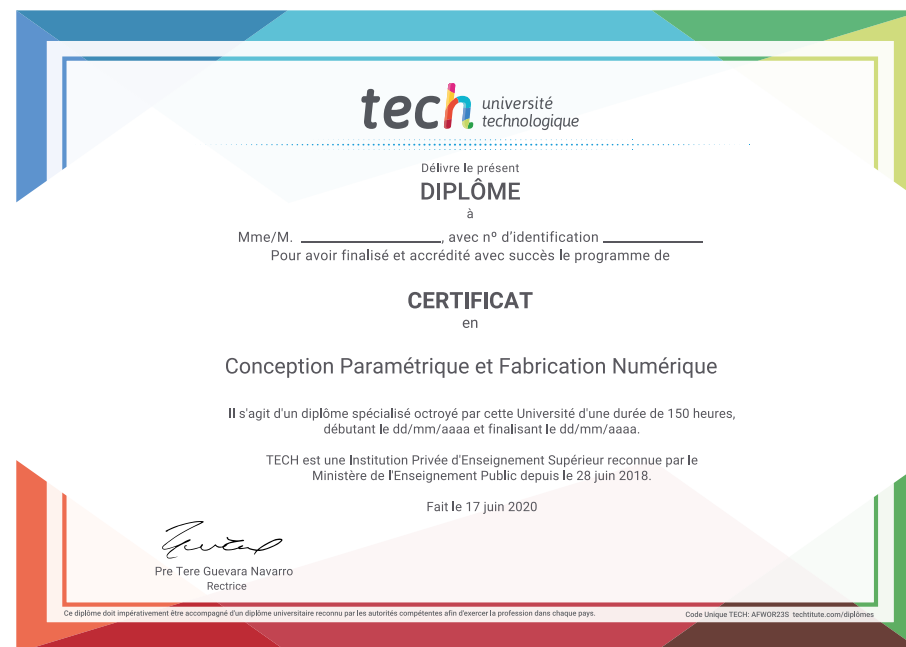 tech université
technologique
Délivre le présent
DIPLÔME
à
Mme/M. ____________________, avec nº d'identification ______________
Pour avoir finalisé et accrédité avec succès le programme de
CERTIFICAT
en
Conception Paramétrique et Fabrication Numérique
Il s'agit d'un diplôme spécialisé octroyé par cette Université d'une durée de 150 heures,
débutant le dd/mm/aaaa et finalisant le dd/mm/aaaa.
TECH est une Institution Privée d'Enseignement Supérieur reconnue par le
Ministère de l'Enseignement Public depuis le 28 juin 2018.
Fait le 17 juin 2020
Pre Tere Guevara Navarro
Rectrice
Ce diplôme doit impérativement être accompagné d'un diplôme universitaire reconnu par les autorités compétentes afin d'exercer la profession dans chaque pays.
Code Unique TECH: AFWOR23S techtitute.com/diplômes